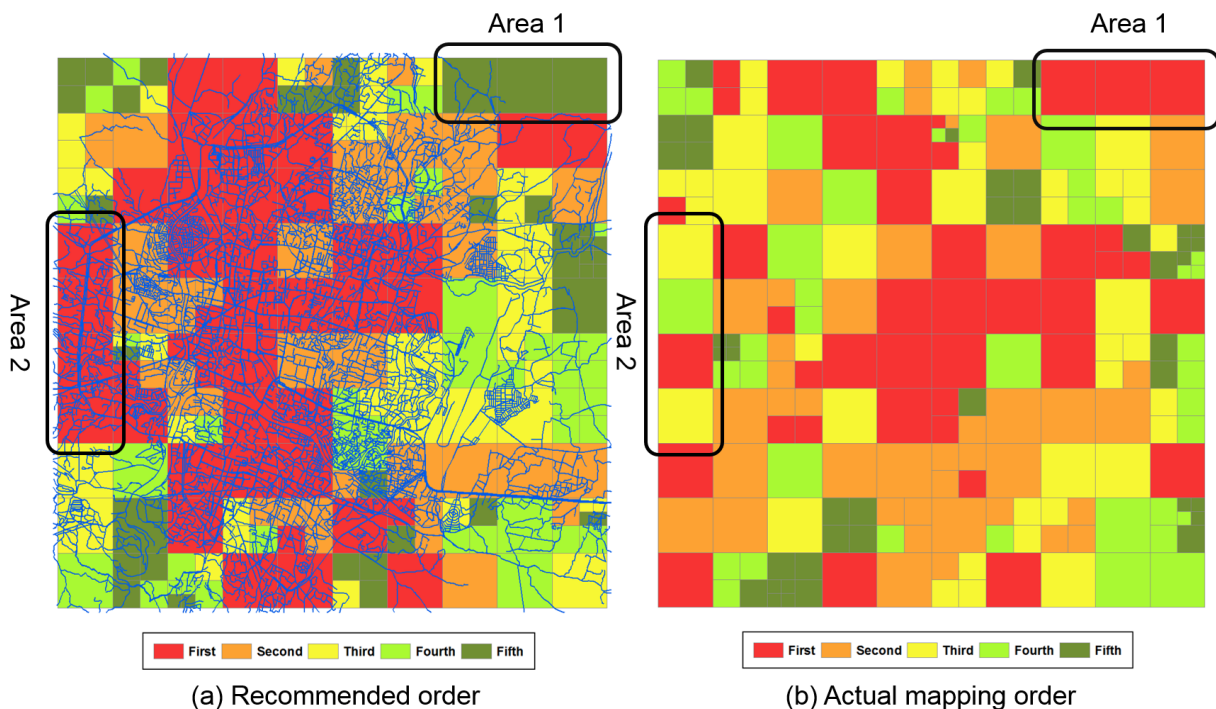 Area 1
Area 1
Area 2
Area 2
First Second Third Fourth Fifth
First Second Third Fourth Fifth
(a) Recommended order
(b) Actual mapping order